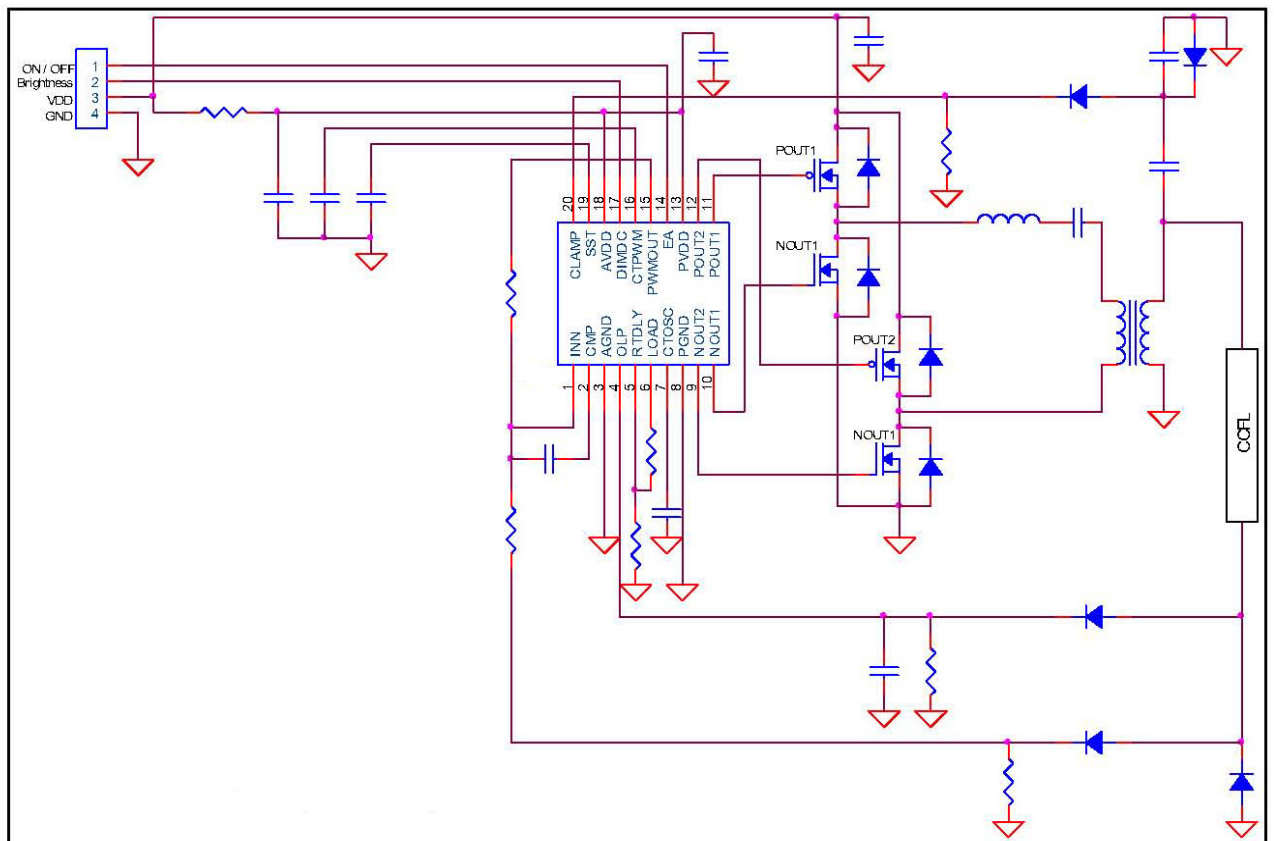 ON / OFF 1
Brightness 2
VDD 3
GND 4
POUT1
NOUT1
POUT2
NOUT1
CCFL
20 19 18 17 16 15 14 13 12 11
CLAMP SST AVDD DIMDC CTPWM PWMOUT EA PVDD POUT2 POUT1
INN CMP AGND OLP RTDLY LOAD CTOSC PGND NOUT2 NOUT1
1 2 3 4 5 6 7 8 9 10